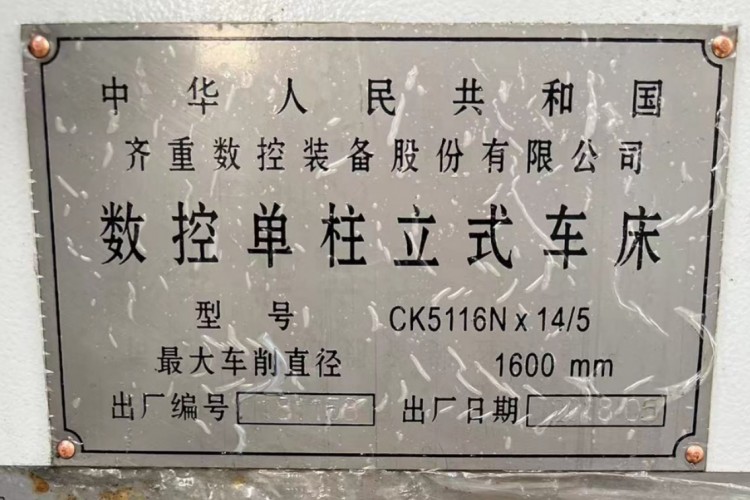 中华人民共和国
齐重数控装备股份有限公司
数控单柱立式车床
型号 CK5116N x 14/5
最大车削直径 1600 mm
出厂编号 出厂日期